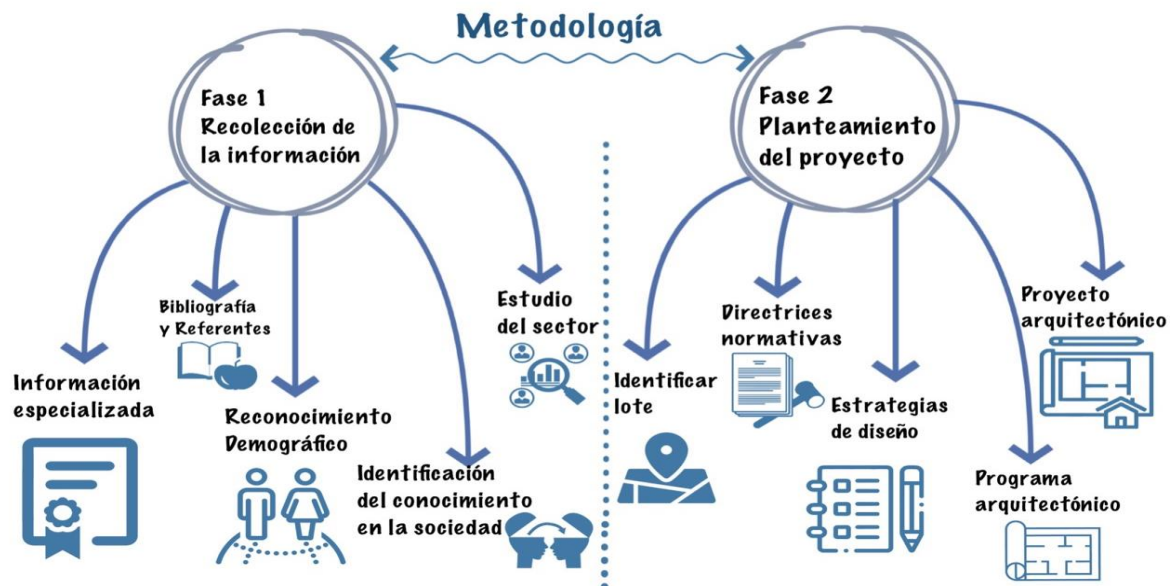 Metodología
Fase 1
Recolección de
la información
Información
especializada
Bibliografía
y Referentes
Reconocimiento
Demográfico
Identificación
del conocimiento
en la sociedad
Estudio
del sector
Fase 2
Planteamiento
del proyecto
Identificar
lote
Directrices
normativas
Estrategias
de diseño
Programa
arquitectónico
Proyecto
arquitectónico